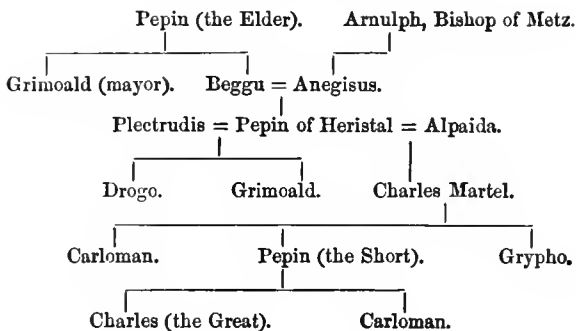 Pepin (the Elder). Arnulph, Bishop of Metz.
Grimoald (mayor). Beggu = Anegisus.
Plectrudis = Pepin of Heristal = Alpaida.
Drogo. Grimoald. Charles Martel.
Carloman. Pepin (the Short). Grypho.
Charles (the Great). Carloman.